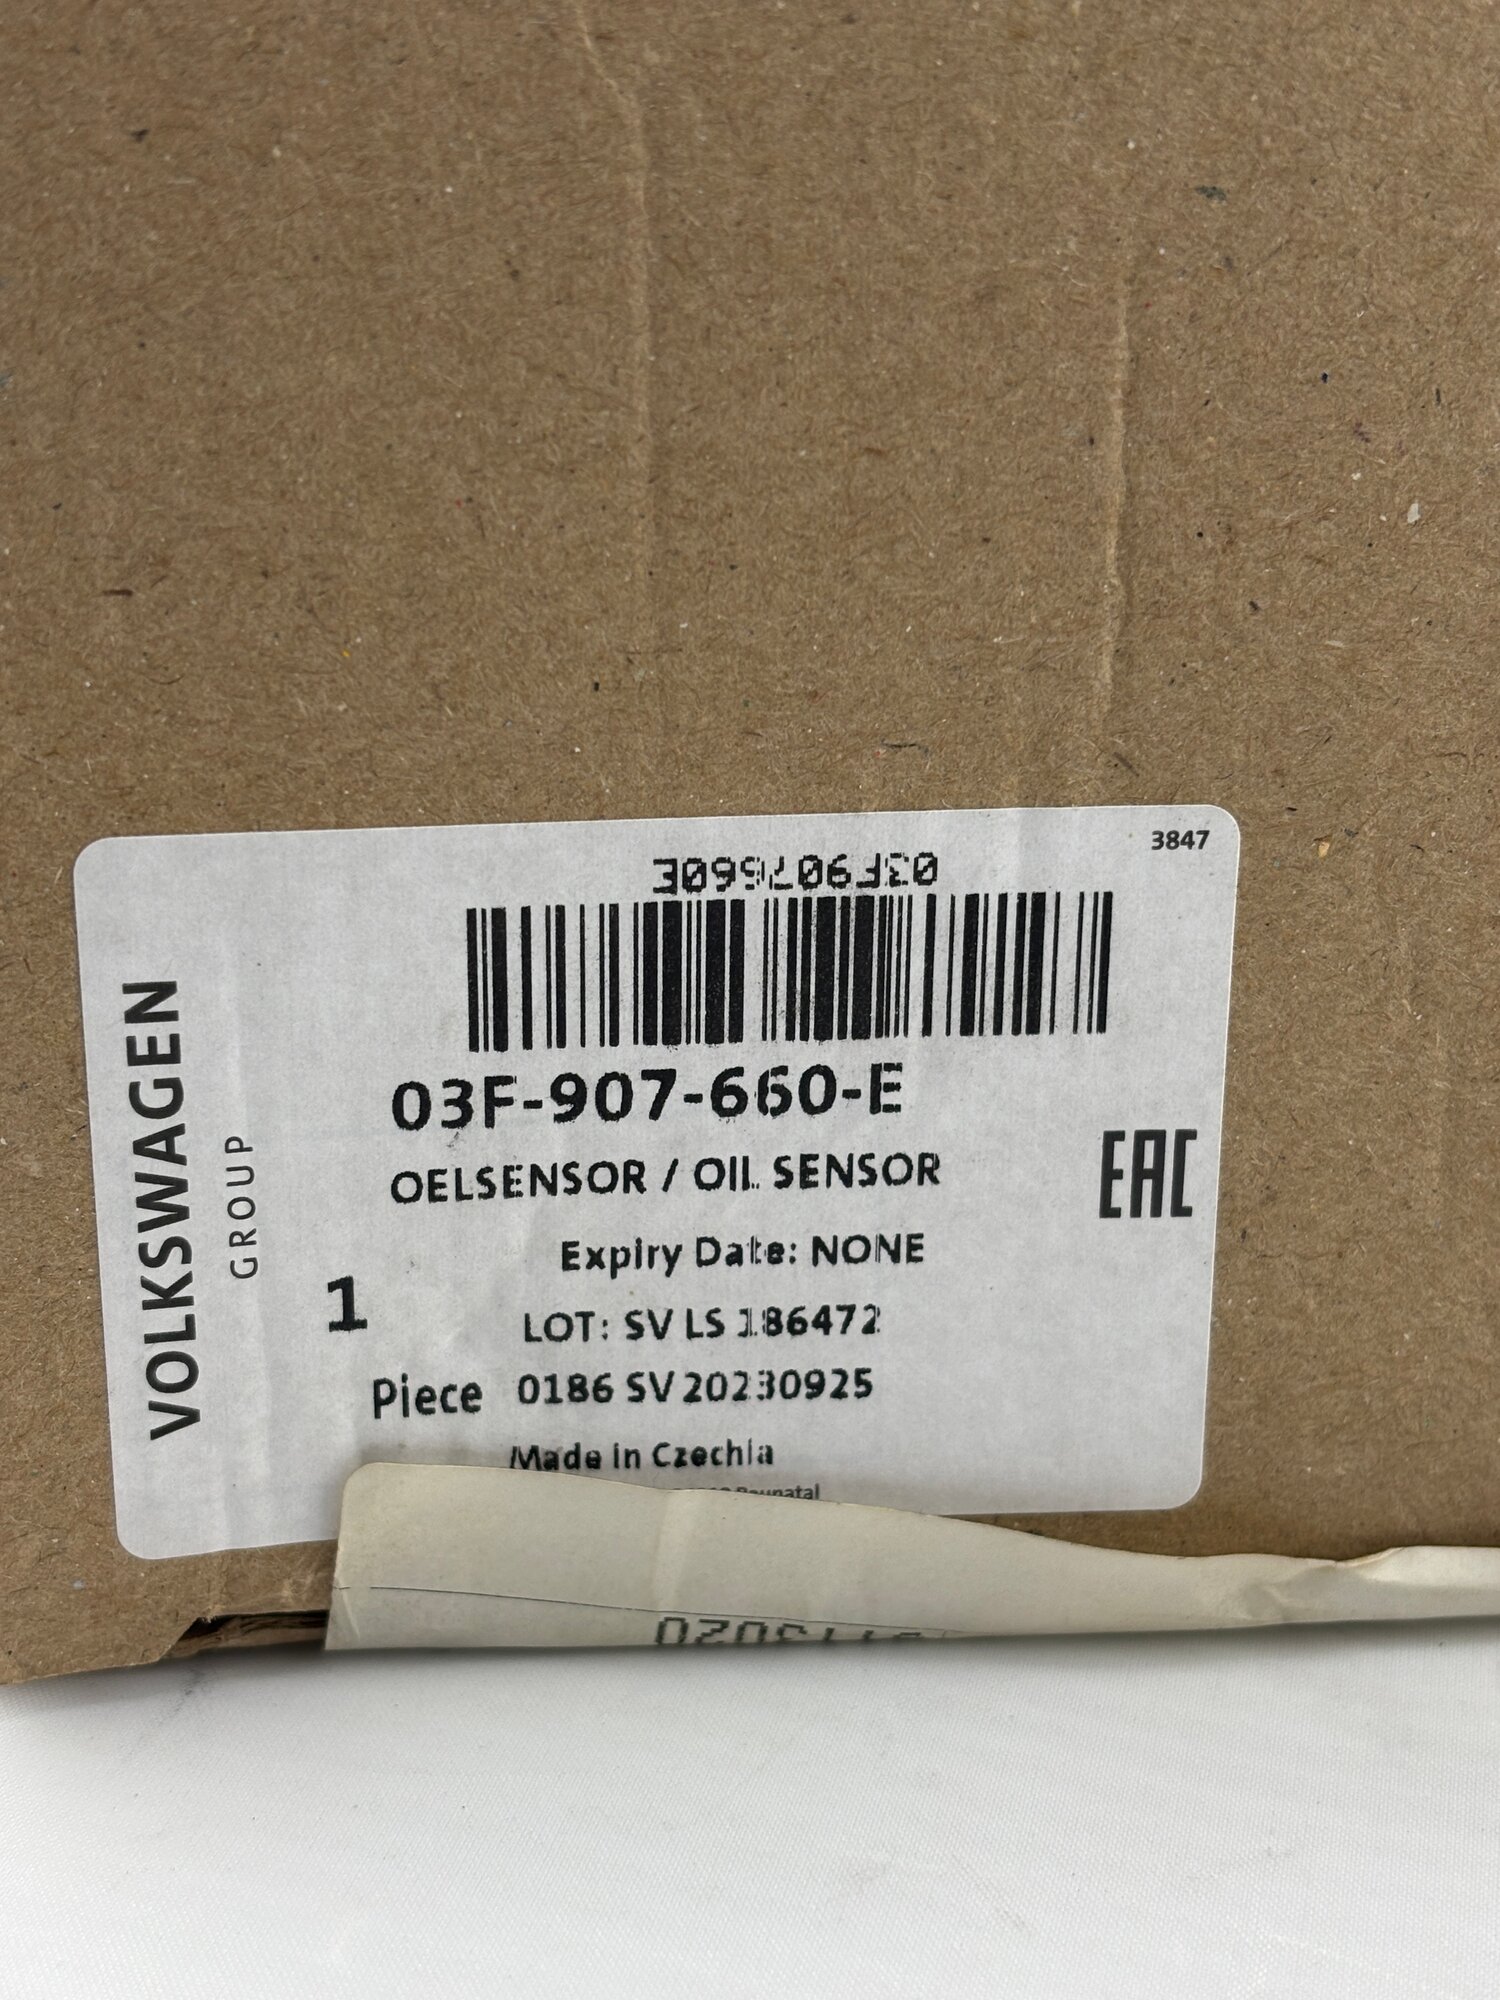 3847
03F907660E
03F-907-660-E
OELSENSOR / OIL SENSOR
EAC
Expiry Date: NONE
1
LOT: SV LS 186472
Piece 0186 SV 20230925
Made in Czechia
VOLKSWAGEN
GROUP